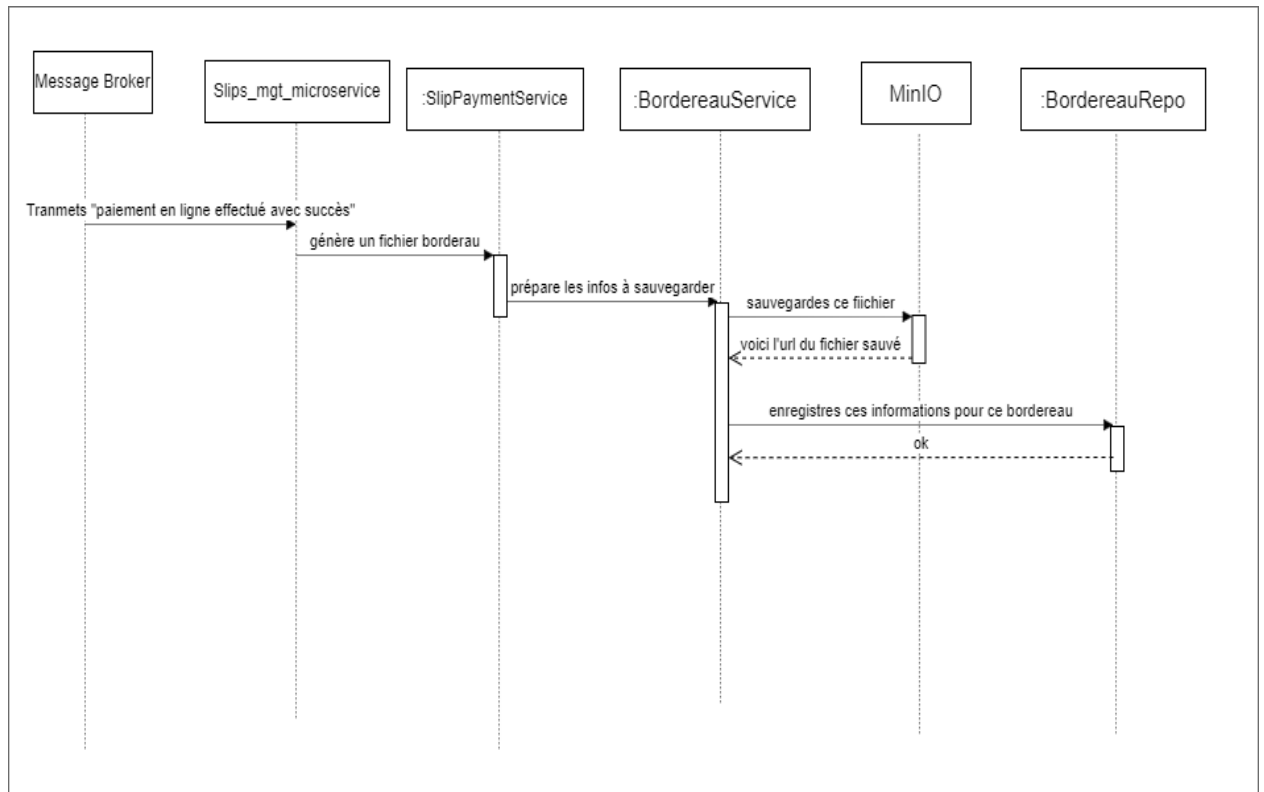 Message Broker
Slips_mgt_microservice
:SlipPaymentService
:BordereauService
MinIO
:BordereauRepo
Tranmets "paiement en ligne effectué avec succès"
génère un fichier borderau
prépare les infos à sauvegarder
sauvegardes ce fiichier
voici l'url du fichier sauvé
enregistres ces informations pour ce bordereau
ok